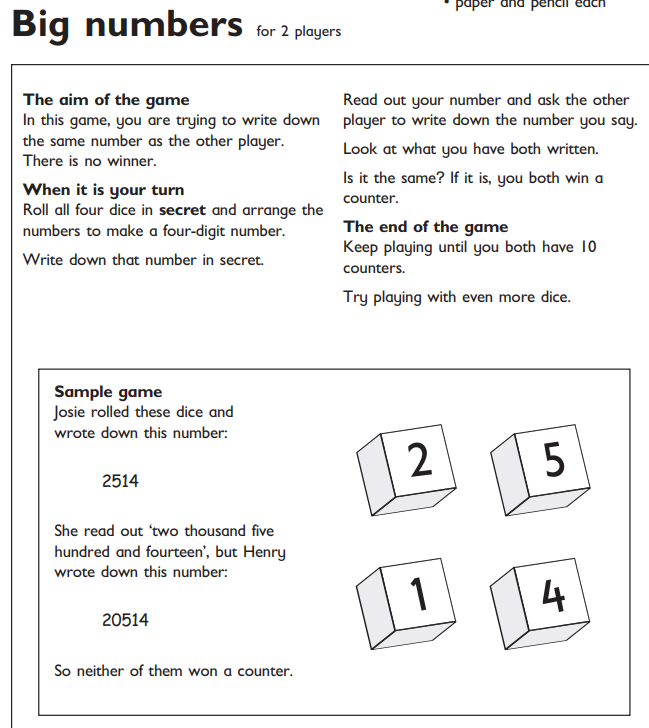 • paper and pencil each
Big numbers for 2 players
The aim of the game
In this game, you are trying to write down
the same number as the other player.
There is no winner.
When it is your turn
Roll all four dice in secret and arrange the
numbers to make a four-digit number.
Write down that number in secret.
Read out your number and ask the other
player to write down the number you say.
Look at what you have both written.
Is it the same? If it is, you both win a
counter.
The end of the game
Keep playing until you both have 10
counters.
Try playing with even more dice.
Sample game
Josie rolled these dice and
wrote down this number:
2514
She read out ‘two thousand five
hundred and fourteen’, but Henry
wrote down this number:
20514
So neither of them won a counter.
2 5
1 4